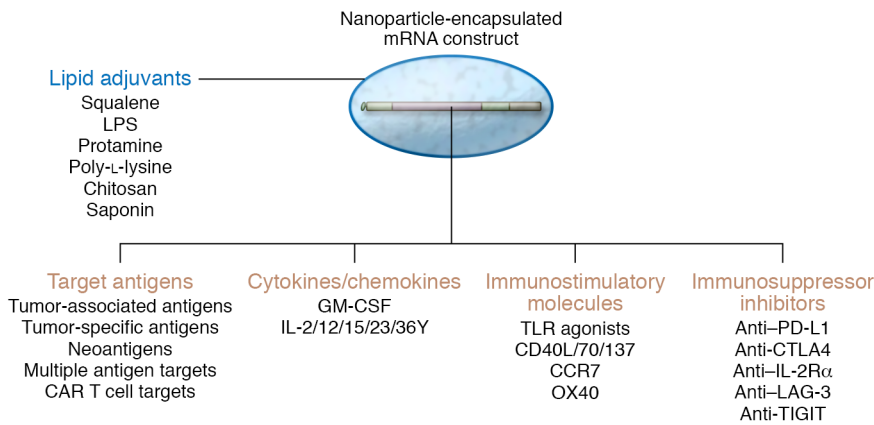 Nanoparticle-encapsulated
mRNA construct
Lipid adjuvants
Squalene
LPS
Protamine
Poly-L-lysine
Chitosan
Saponin
Target antigens
Tumor-associated antigens
Tumor-specific antigens
Neoantigens
Multiple antigen targets
CAR T cell targets
Cytokines/chemokines
GM-CSF
IL-2/12/15/23/36Y
Immunostimulatory
molecules
TLR agonists
CD40L/70/137
CCR7
OX40
Immunosuppressor
inhibitors
Anti–PD-L1
Anti-CTLA4
Anti–IL-2Rα
Anti–LAG-3
Anti-TIGIT